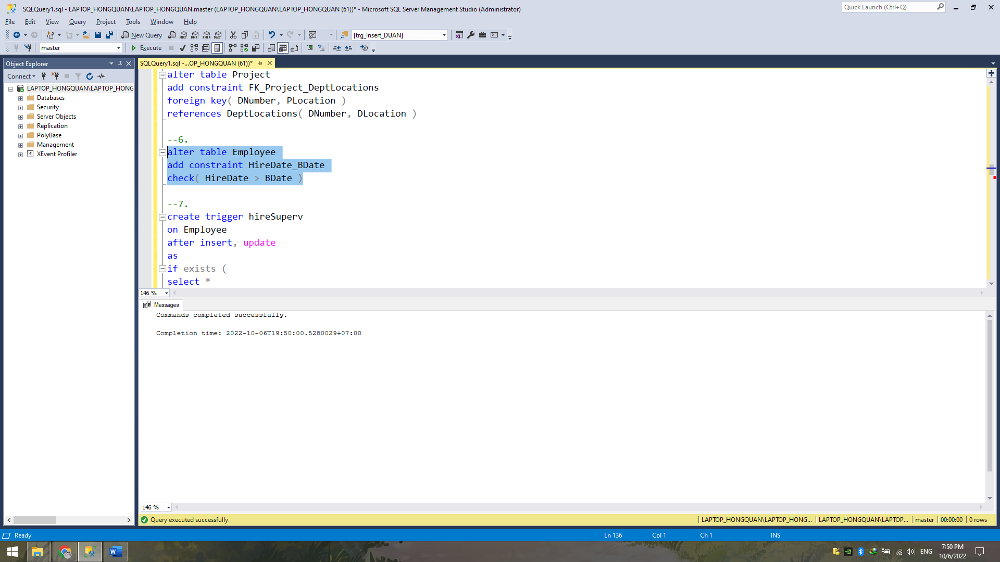 SQLQuery1.sql - LAPTOP_HONGQUAN\LAPTOP_HONGQUAN.master (LAPTOP_HONGQUAN\LAPTOP_HONGQUAN (61))* - Microsoft SQL Server Management Studio (Administrator)
Quick Launch (Ctrl+Q)
File Edit View Query Project Tools Window Help
New Query
MDX DMX XMLA DAX
[trg_Insert_DUAN]
master
Execute
Object Explorer
SQLQuery1.sql -...OP_HONGQUAN (61))*
Connect
LAPTOP_HONGQUAN\LAPTOP_HONG
Databases
Security
Server Objects
Replication
PolyBase
Management
XEvent Profiler
alter table Project
add constraint FK_Project_DeptLocations
foreign key( DNumber, PLocation )
references DeptLocations( DNumber, DLocation )
--6.
alter table Employee
add constraint HireDate_BDate
check( HireDate > BDate )
--7.
create trigger hireSuperv
on Employee
after insert, update
as
if exists (
select *
146 %
Messages
Commands completed successfully.
Completion time: 2022-10-06T19:50:00.5280029+07:00
146 %
Query executed successfully.
LAPTOP_HONGQUAN\LAPTOP_HONG... LAPTOP_HONGQUAN\LAPTOP... master 00:00:00 0 rows
Ready
Ln 136 Col 1 Ch 1 INS
ENG
7:50 PM
10/6/2022